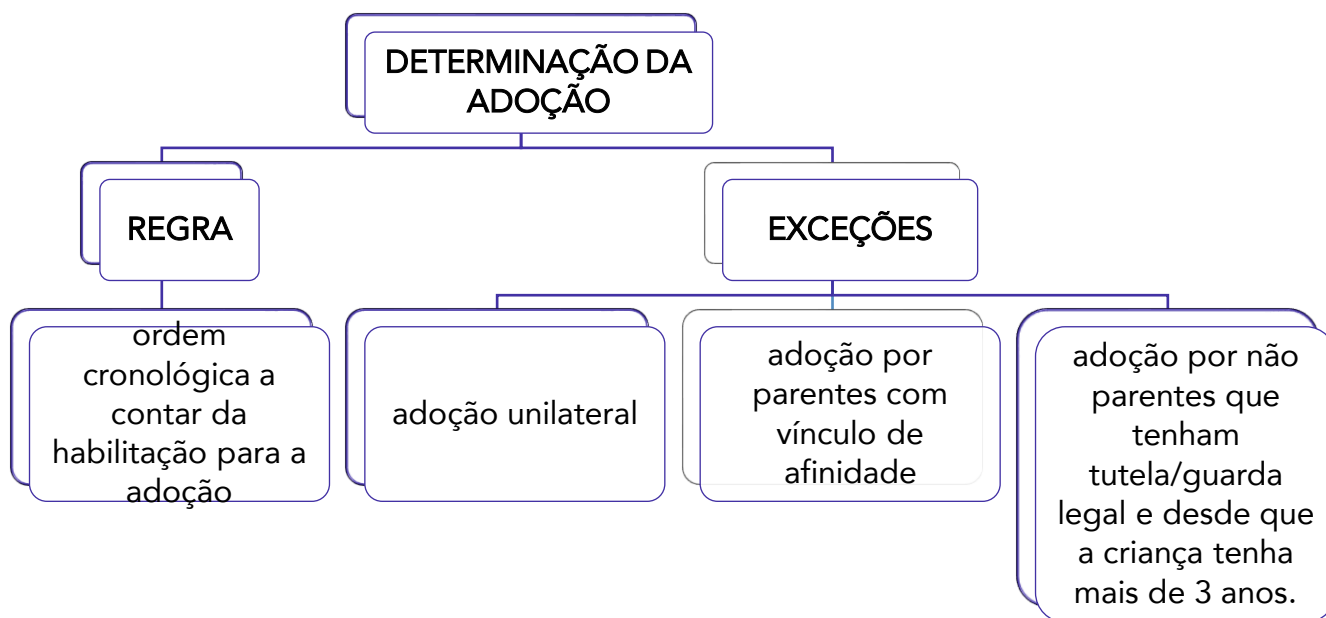 DETERMINAÇÃO DA
ADOÇÃO
REGRA
EXCEÇÕES
ordem
cronológica a
contar da
habilitação para a
adoção
adoção unilateral
adoção por
parentes com
vínculo de
afinidade
adoção por não
parentes que
tenham
tutela/guarda
legal e desde que
a criança tenha
mais de 3 anos.